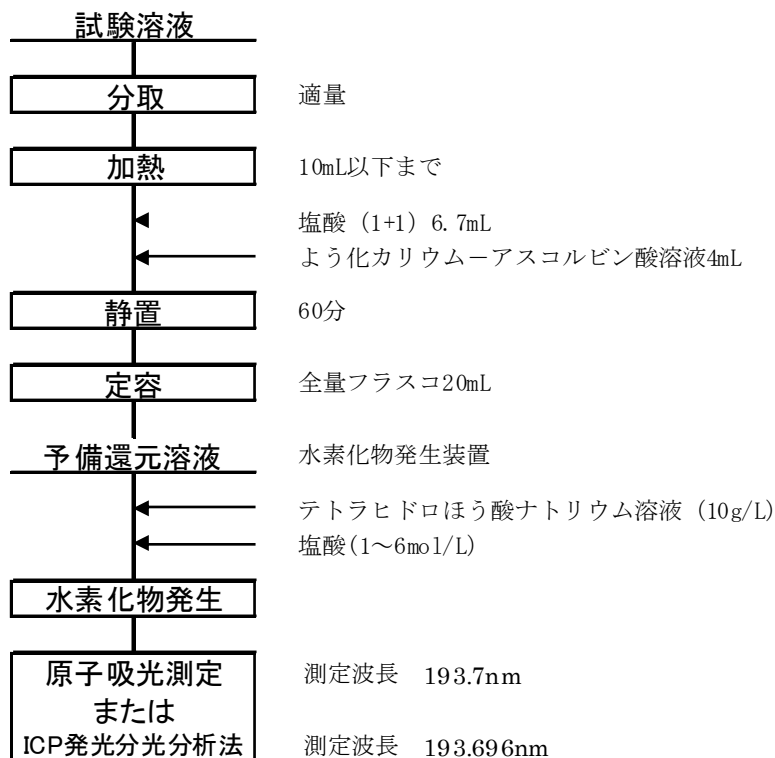 試験溶液
分取 適量
加熱 10mL以下まで
塩酸（1+1）6.7mL
よう化カリウム－アスコルビン酸溶液4mL
静置 60分
定容 全量フラスコ20mL
予備還元溶液 水素化物発生装置
テトラヒドロほう酸ナトリウム溶液（10g/L）
塩酸(1～6mol/L)
水素化物発生
原子吸光測定 測定波長 193.7nm
または
ICP発光分光分析法 測定波長 193.696nm